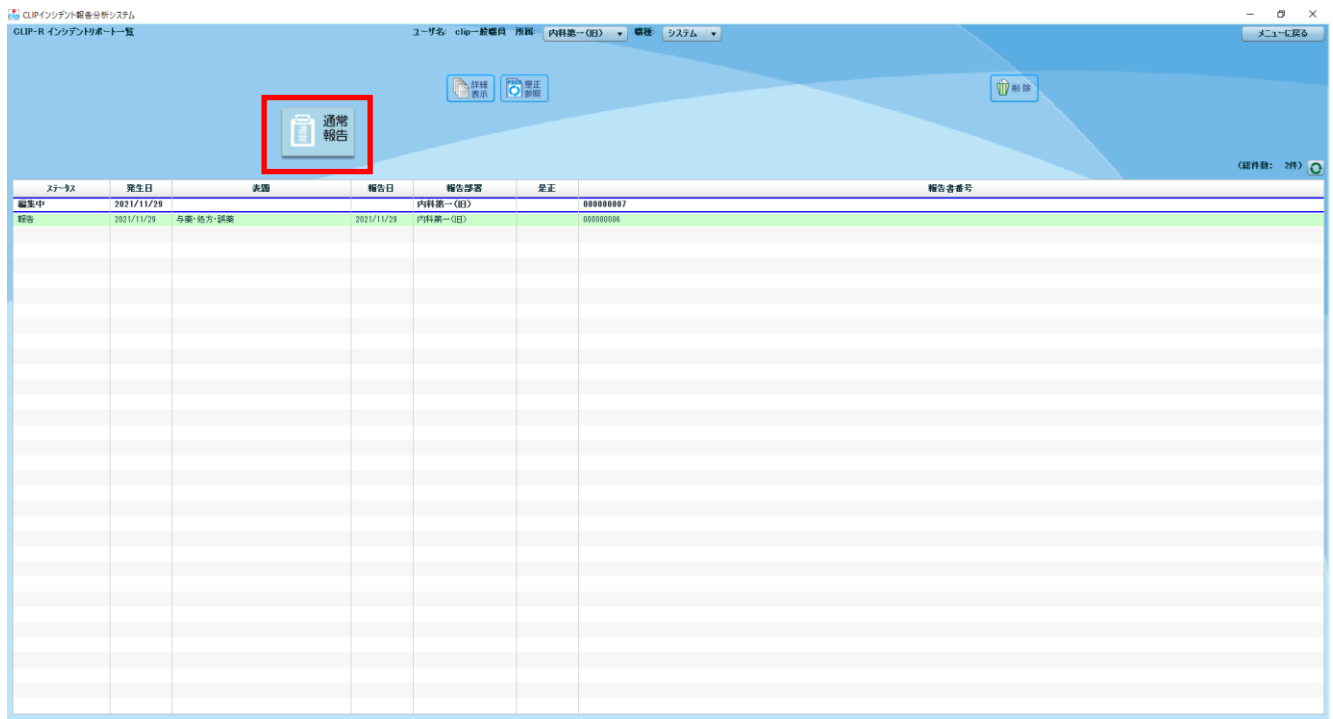 CLIPインシデント報告分析システム
CLIP-R インシデントリポート一覧 ユーザ名: clip一般職員 所属: 内科第一(旧) 職種: システム メニューに戻る
詳細表示 是正参照 削除
通常 通常報告
(総件数: 2件)
ステータス 発生日 表題 報告日 報告部署 是正 報告書番号
編集中 2021/11/29 内科第一(旧) 000000007
報告 2021/11/29 与薬・処方・誤薬 2021/11/29 内科第一(旧) 000000006